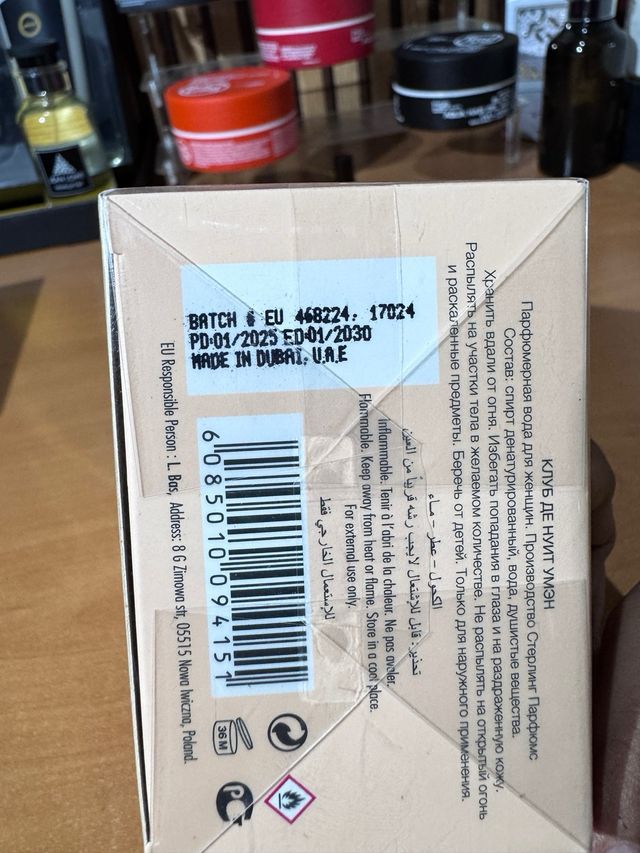 BATCH # EU 468224. 17024
PD:01/2025 ED:01/2030
MADE IN DUBAI, U.A.E
КЛУБ ДЕ НУИТ УМЭН
Парфюмерная вода для женщин. Производство Стерлинг Парфюмс
Состав: спирт денатурированный, вода, душистые вещества.
Хранить вдали от огня. Избегать попадания в глаза и на раздраженную кожу.
Распылять на участки тела в желаемом количестве. Не распылять на открытый огонь
и раскаленные предметы. Беречь от детей. Только для наружного применения.
الكحول - عطر - ماء
تحذير: قابل للإشتعال لا يجب رشه قريباً من العين
Inflammable. Tenir à l'abri de la chaleur. Ne pas avaler.
Flammable. Keep away from heat or flame. Store in a cool place.
For external use only.
للإستعمال الخارجي فقط
6 085010 094151
EU Responsible Person : L. Bas, Address: 8 G Zimowa str, 05515 Nowa Iwiczna, Poland.
36M